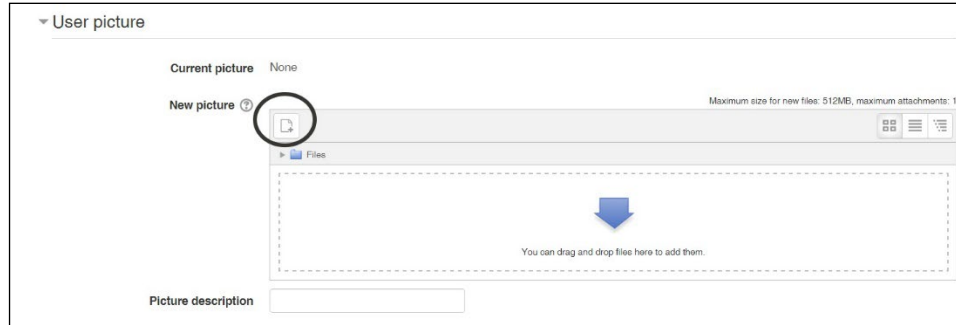 User picture
Current picture None
New picture
Maximum size for new files: 512MB, maximum attachments: 1
Files
You can drag and drop files here to add them.
Picture description